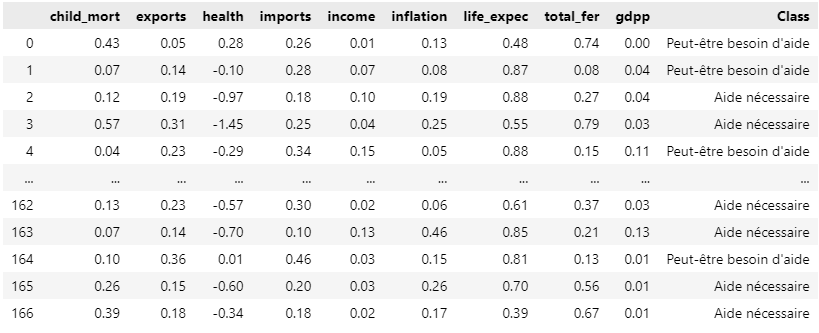 child_mort exports health imports income inflation life_expec total_fer gdpp Class
0 0.43 0.05 0.28 0.26 0.01 0.13 0.48 0.74 0.00 Peut-être besoin d'aide
1 0.07 0.14 -0.10 0.28 0.07 0.08 0.87 0.08 0.04 Peut-être besoin d'aide
2 0.12 0.19 -0.97 0.18 0.10 0.19 0.88 0.27 0.04 Aide nécessaire
3 0.57 0.31 -1.45 0.25 0.04 0.25 0.55 0.79 0.03 Aide nécessaire
4 0.04 0.23 -0.29 0.34 0.15 0.05 0.88 0.15 0.11 Peut-être besoin d'aide
... ... ... ... ... ... ... ... ... ... ...
162 0.13 0.23 -0.57 0.30 0.02 0.06 0.61 0.37 0.03 Aide nécessaire
163 0.07 0.14 -0.70 0.10 0.13 0.46 0.85 0.21 0.13 Aide nécessaire
164 0.10 0.36 0.01 0.46 0.03 0.15 0.81 0.13 0.01 Peut-être besoin d'aide
165 0.26 0.15 -0.60 0.20 0.03 0.26 0.70 0.56 0.01 Aide nécessaire
166 0.39 0.18 -0.34 0.18 0.02 0.17 0.39 0.67 0.01 Aide nécessaire